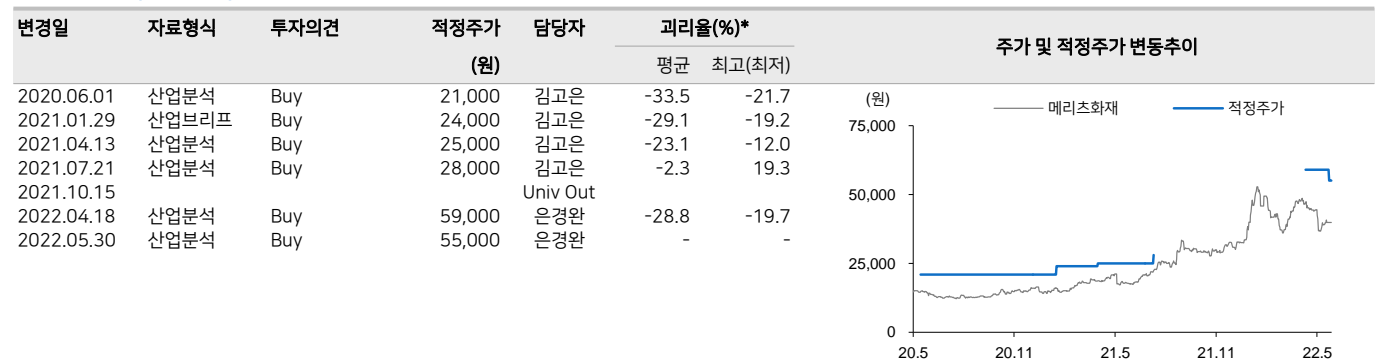 변경일 자료형식 투자의견 적정주가 담당자 괴리율(%)* 주가 및 적정주가 변동추이
(원) 평균 최고(최저)
2020.06.01 산업분석 Buy 21,000 김고은 -33.5 -21.7
2021.01.29 산업브리프 Buy 24,000 김고은 -29.1 -19.2
2021.04.13 산업분석 Buy 25,000 김고은 -23.1 -12.0
2021.07.21 산업분석 Buy 28,000 김고은 -2.3 19.3
2021.10.15 Univ Out
2022.04.18 산업분석 Buy 59,000 은경완 -28.8 -19.7
2022.05.30 산업분석 Buy 55,000 은경완 - -
(원) 메리츠화재 적정주가
75,000
50,000
25,000
0
20.5 20.11 21.5 21.11 22.5